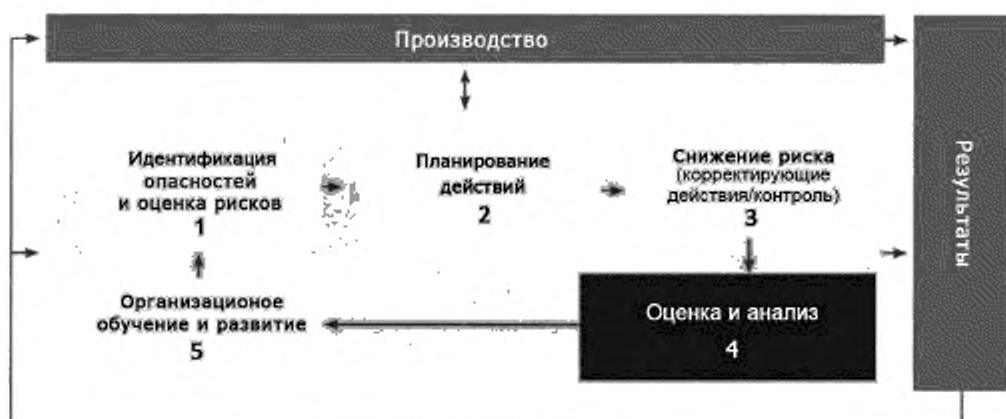 Производство
Идентификация
опасностей
и оценка рисков
1
Планирование
действий
2
Снижение риска
(корректирующие
действия/контроль)
3
Организационое
обучение и развитие
5
Оценка и анализ
4
Результаты